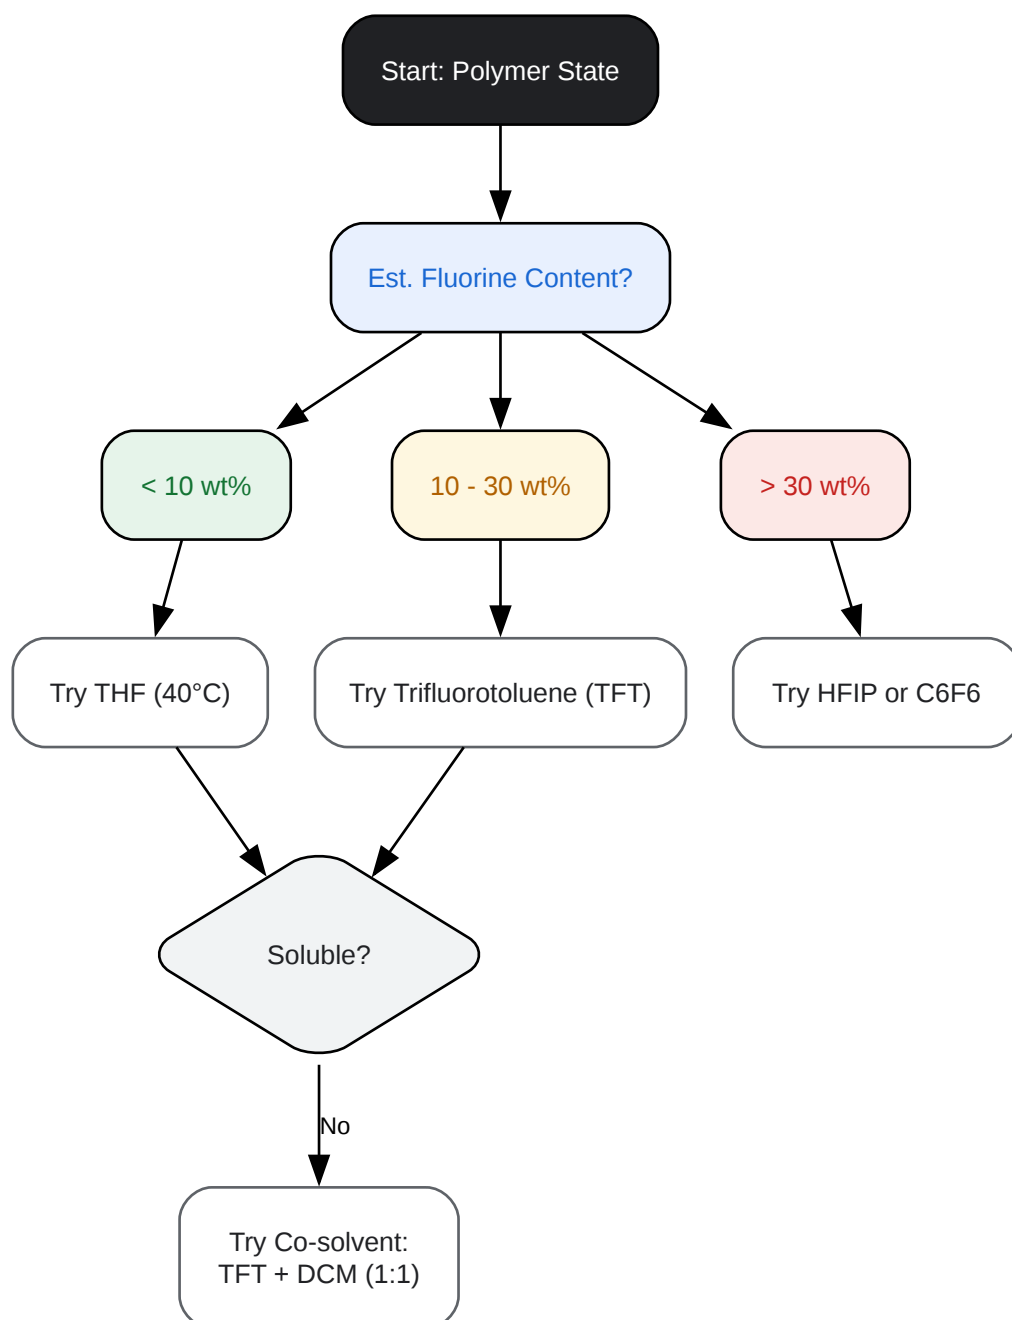 Start: Polymer State
Est. Fluorine Content?
< 10 wt%
10 - 30 wt%
> 30 wt%
Try THF (40°C)
Try Trifluorotoluene (TFT)
Try HFIP or C6F6
Soluble?
No
Try Co-solvent:
TFT + DCM (1:1)